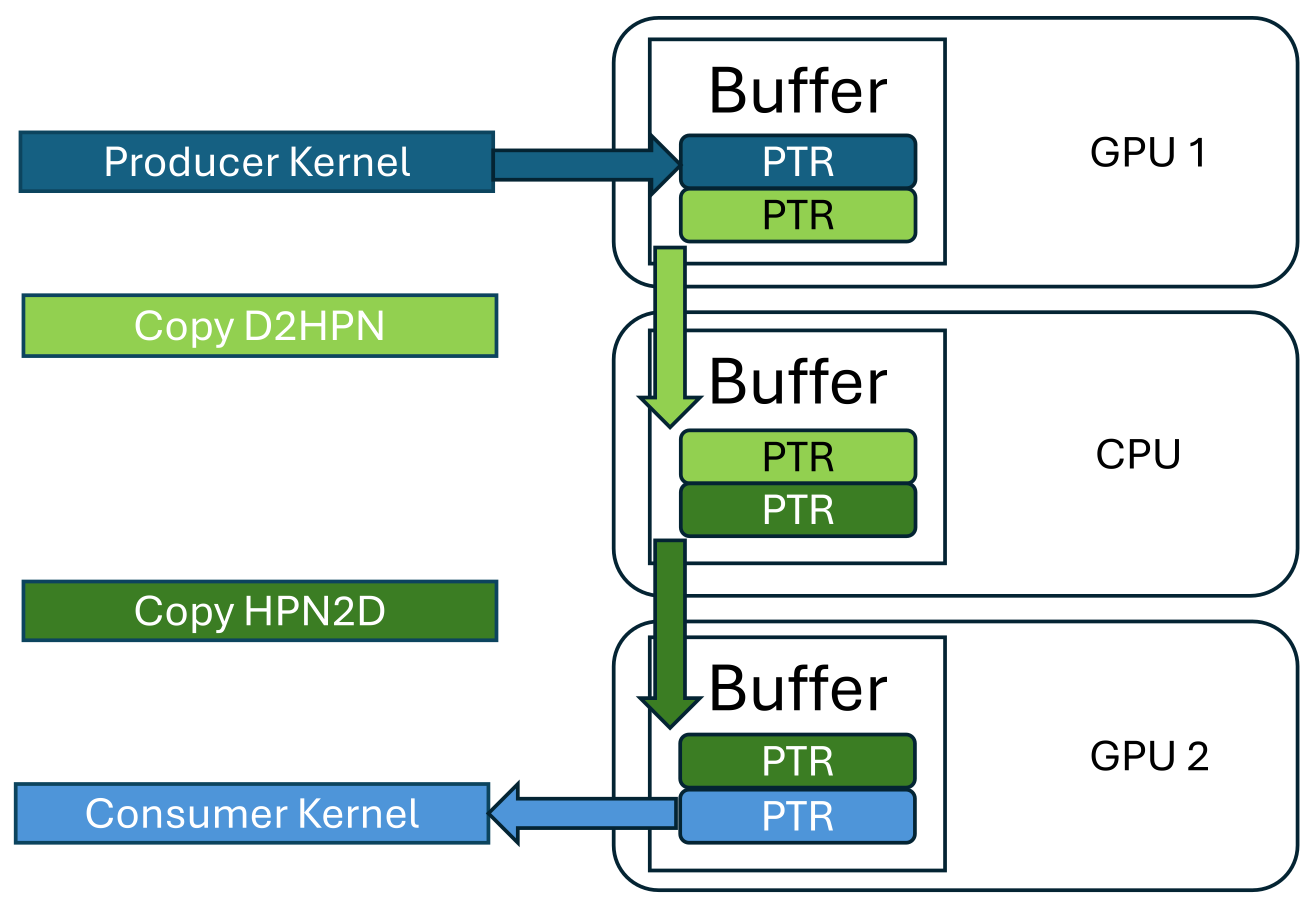 Buffer
Producer Kernel
PTR
GPU 1
PTR
Copy D2HPN
Buffer
PTR
CPU
PTR
Copy HPN2D
Buffer
PTR
GPU 2
Consumer Kernel
PTR